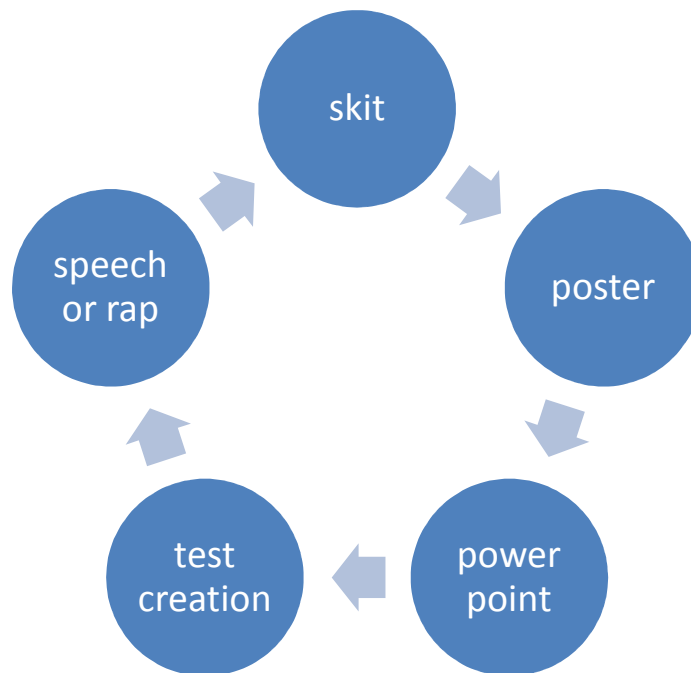 skit
poster
power
point
test
creation
speech
or rap